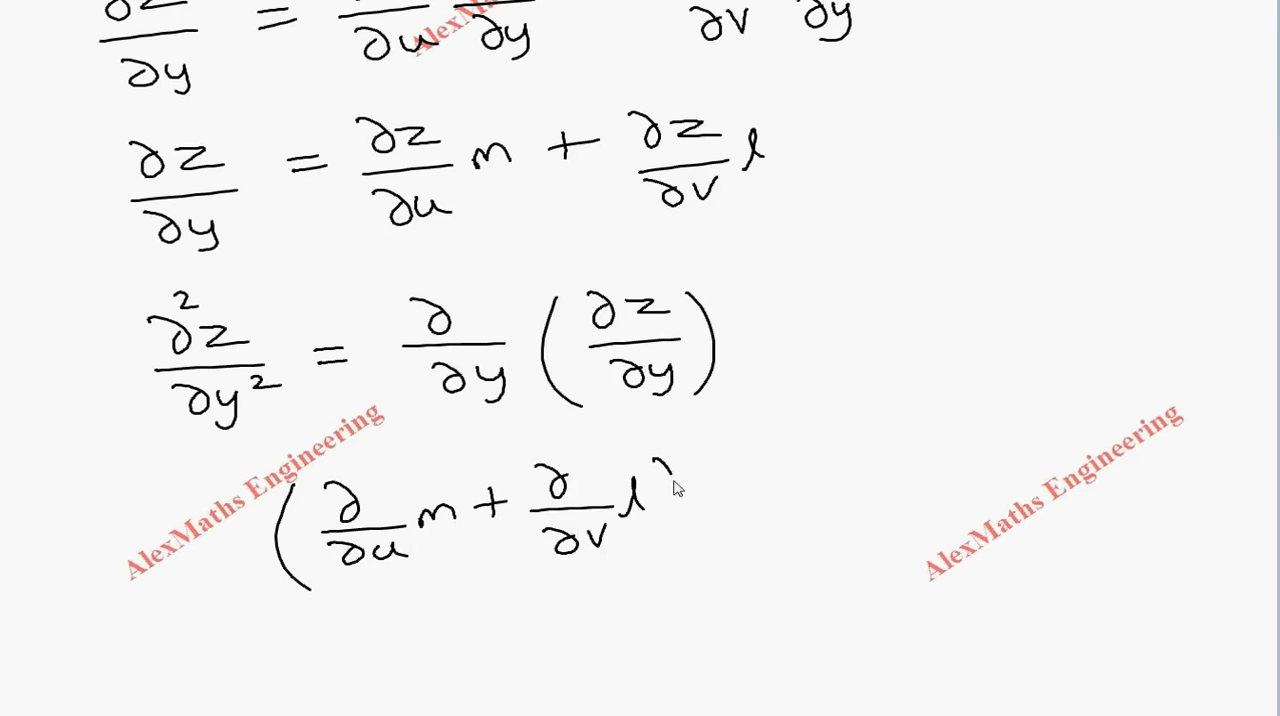 ∂z/∂y = ∂u ∂y ∂v ∂y
∂z/∂y = ∂z/∂u m + ∂z/∂v l
∂²z/∂y² = ∂/∂y (∂z/∂y)
(∂/∂u m + ∂/∂v l
AlexMaths Engineering
AlexMaths Engineering